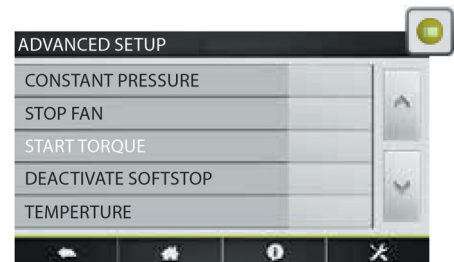 ADVANCED SETUP
CONSTANT PRESSURE
STOP FAN
START TORQUE
DEACTIVATE SOFTSTOP
TEMPERTURE